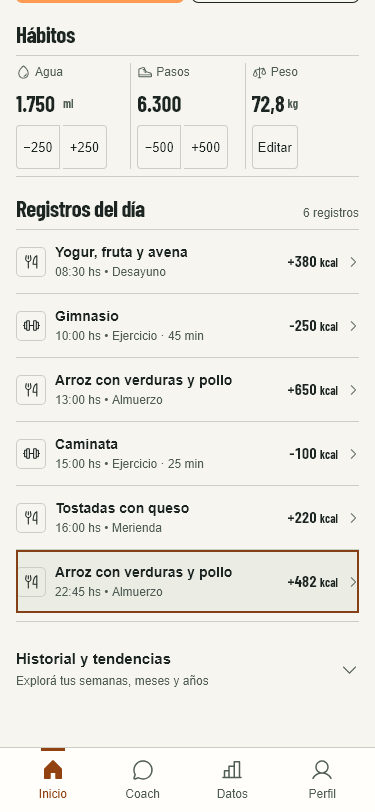 Hábitos
Agua
1.750 ml
−250 +250
Pasos
6.300
−500 +500
Peso
72,8 kg
Editar
Registros del día
6 registros
Yogur, fruta y avena
08:30 hs • Desayuno
+380 kcal
Gimnasio
10:00 hs • Ejercicio · 45 min
-250 kcal
Arroz con verduras y pollo
13:00 hs • Almuerzo
+650 kcal
Caminata
15:00 hs • Ejercicio · 25 min
-100 kcal
Tostadas con queso
16:00 hs • Merienda
+220 kcal
Arroz con verduras y pollo
22:45 hs • Almuerzo
+482 kcal
Historial y tendencias
Explorá tus semanas, meses y años
Inicio
Coach
Datos
Perfil